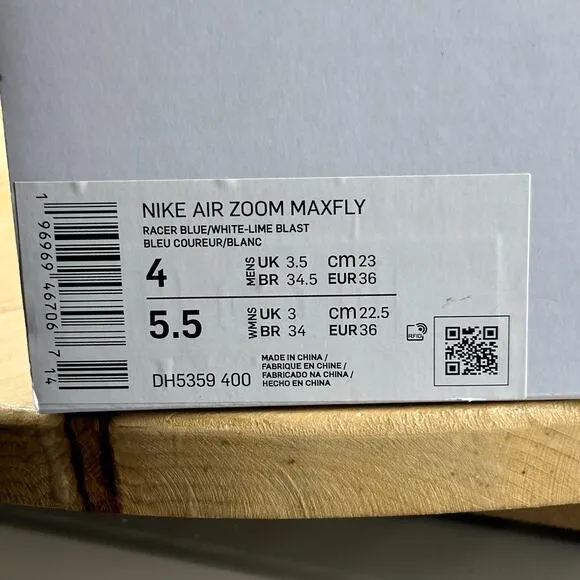 NIKE AIR ZOOM MAXFLY
RACER BLUE/WHITE-LIME BLAST
BLEU COUREUR/BLANC
4 MENS UK 3.5 CM 23
BR 34.5 EUR 36
5.5 WMNS UK 3 CM 22.5
BR 34 EUR 36
RFID
DH5359 400
MADE IN CHINA /
FABRIQUE EN CHINE /
FABRICADO NA CHINA /
HECHO EN CHINA
1 96969 46706 7 14